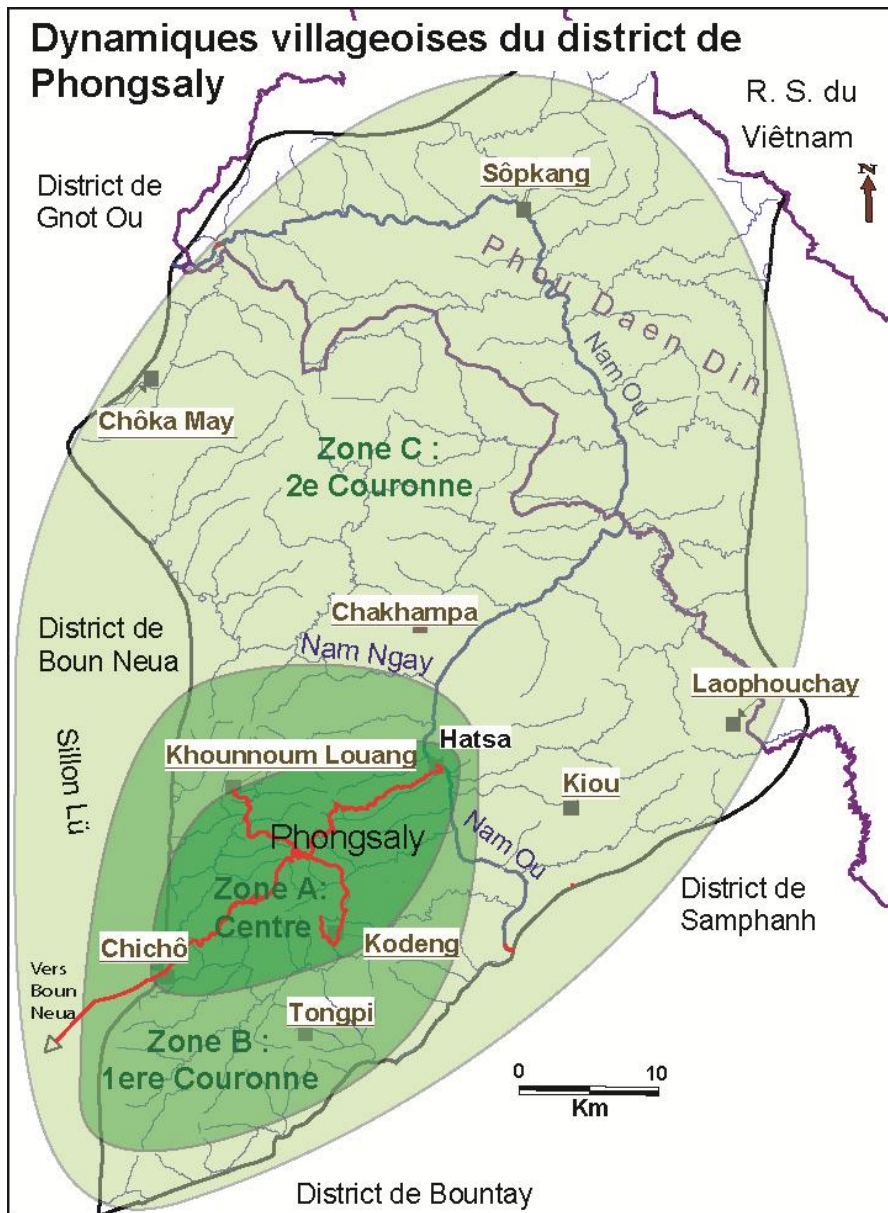 Dynamiques villageoises du district de
Phongsaly
R. S. du
Viêtnam
N
District de
Gnot Ou
Sôpkang
Phou Daen Din
Nam Ou
Chôka May
Zone C :
2e Couronne
Chakhampa
District de
Boun Neua
Nam Ngay
Laophouchay
Sillon Lü
Hatsa
Khounnoum Louang
Kiou
Phongsaly
Nam Ou
Zone A:
Centre
District de
Samphanh
Kodeng
Chichô
Vers
Boun
Neua
Tongpi
Zone B :
1ere Couronne
0 10
Km
District de Bountay